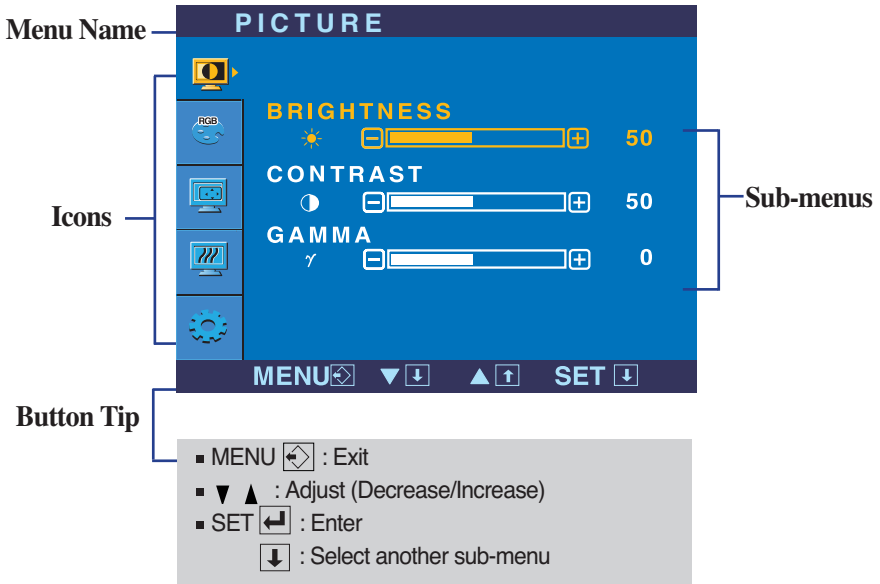 Menu Name
PICTURE
RGB
BRIGHTNESS
50
CONTRAST
50
GAMMA
γ
0
Icons
Sub-menus
MENU ▼ ↓ ▲ ↑ SET ↓
Button Tip
▪ MENU : Exit
▪ ▼ ▲ : Adjust (Decrease/Increase)
▪ SET ↵ : Enter
↓ : Select another sub-menu